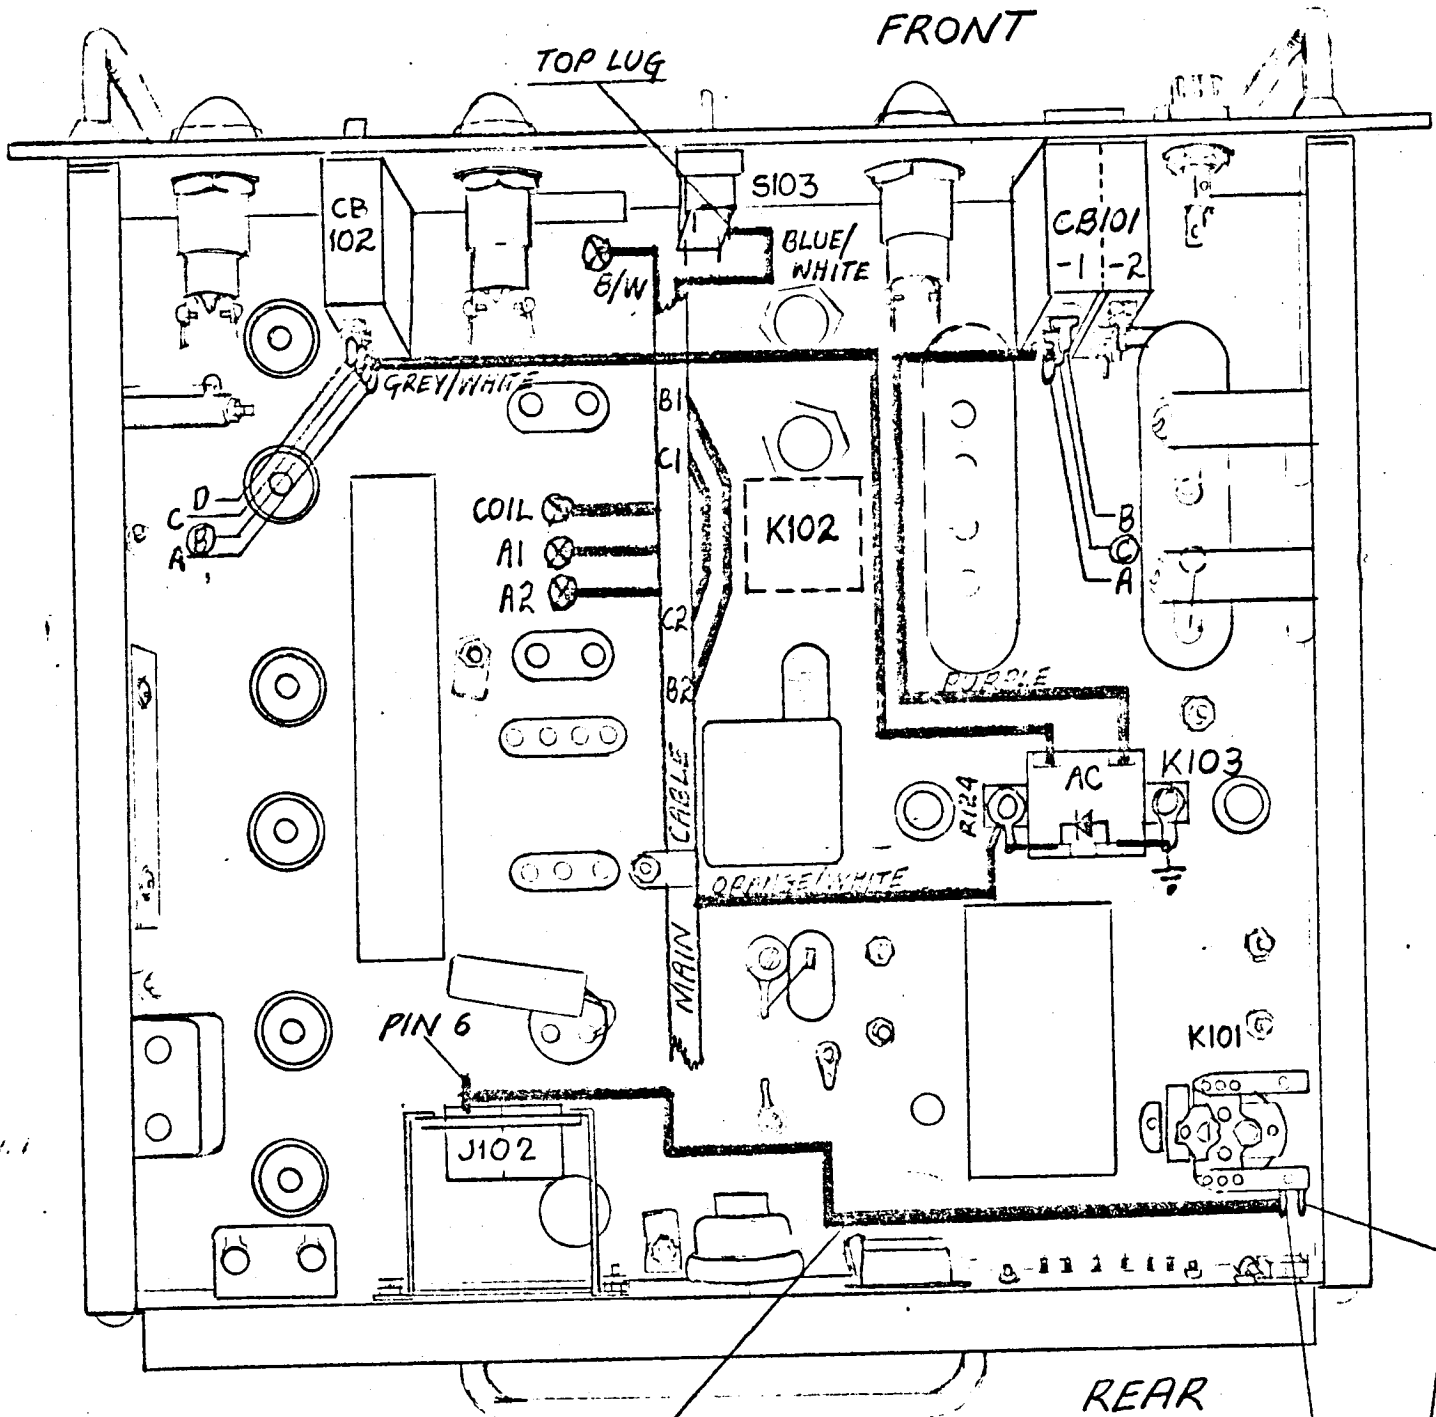 FRONT
TOP LUG
S103
CB
102
BLUE/
WHITE
B/W
CB101
-1 -2
GREY/WHITE
B1
C1
D
C
B
A
COIL
A1
A2
K102
B
C
A
C2
B2
PURPLE
AC
K103
R124
ORANGE/WHITE
MAIN CABLE
PIN 6
K101
J102
REAR